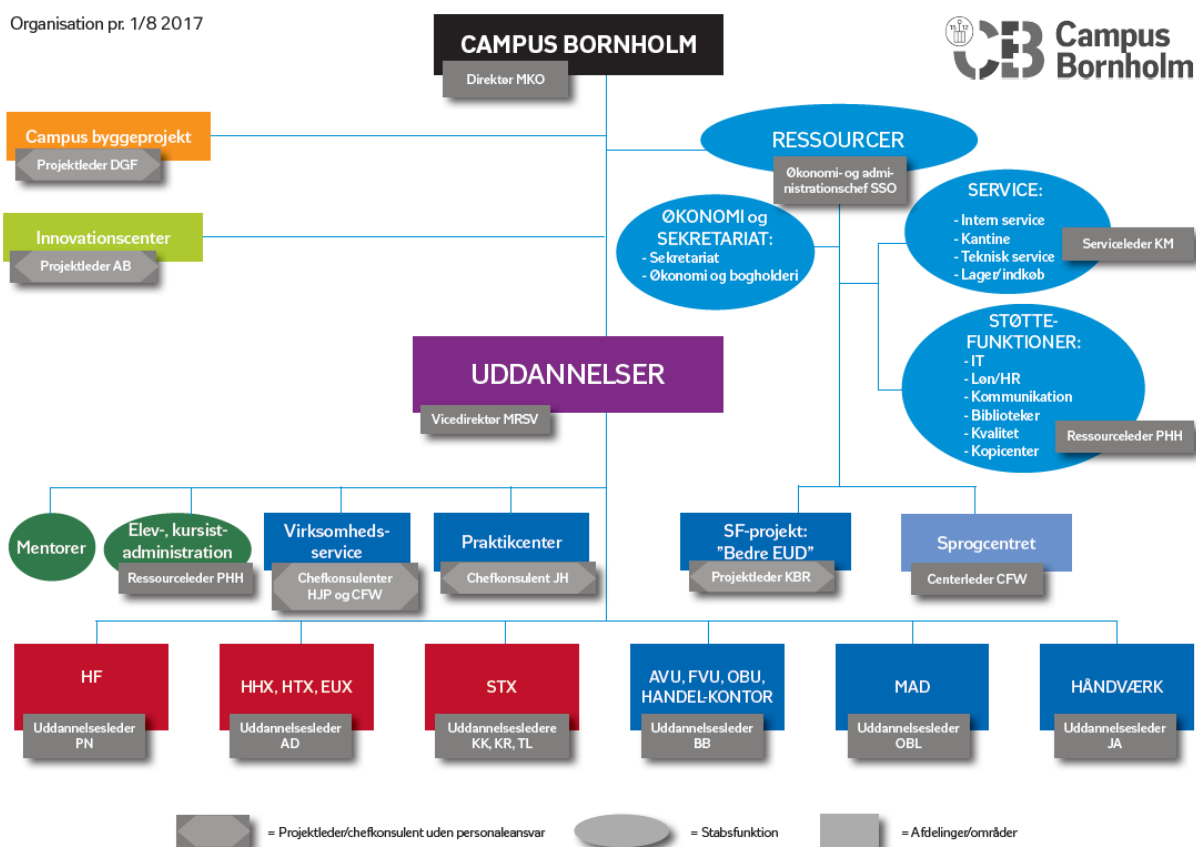 Organisation pr. 1/8 2017
CAMPUS BORNHOLM
Direktør MKO
15 12
CB Campus
Bornholm
Campus byggeprojekt
Projektleder DGF
RESSOURCER
Økonomi- og admi-
nistrationschef SSO
Innovationscenter
Projektleder AB
ØKONOMI og
SEKRETARIAT:
- Sekretariat
- Økonomi og bogholderi
SERVICE:
- Intern service
- Kantine
- Teknisk service
- Lager/indkøb
Serviceleder KM
STØTTE-
FUNKTIONER:
- IT
- Løn/HR
- Kommunikation
- Biblioteker
- Kvalitet
- Kopicenter
Ressourceleder PHH
UDDANNELSER
Vicedirektør MRSV
Mentorer
Elev-, kursist-
administration
Ressourceleder PHH
Virksomheds-
service
Chefkonsulenter
HJP og CFW
Praktikcenter
Chefkonsulent JH
SF-projekt:
"Bedre EUD"
Projektleder KBR
Sprogcentret
Centerleder CFW
HF
Uddannelsesleder
PN
HHX, HTX, EUX
Uddannelsesleder
AD
STX
Uddannelsesledere
KK, KR, TL
AVU, FVU, OBU,
HANDEL-KONTOR
Uddannelsesleder
BB
MAD
Uddannelsesleder
OBL
HÅNDVÆRK
Uddannelsesleder
JA
= Projektleder/chefkonsulent uden personaleansvar
= Stabsfunktion
= Afdelinger/områder